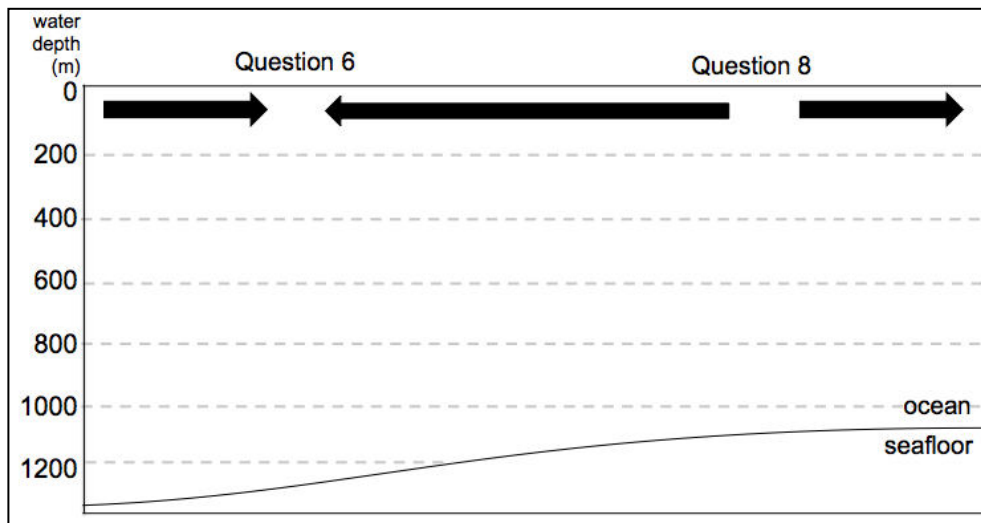 water
depth
(m)
Question 6
Question 8
0
200
400
600
800
1000
ocean
seafloor
1200